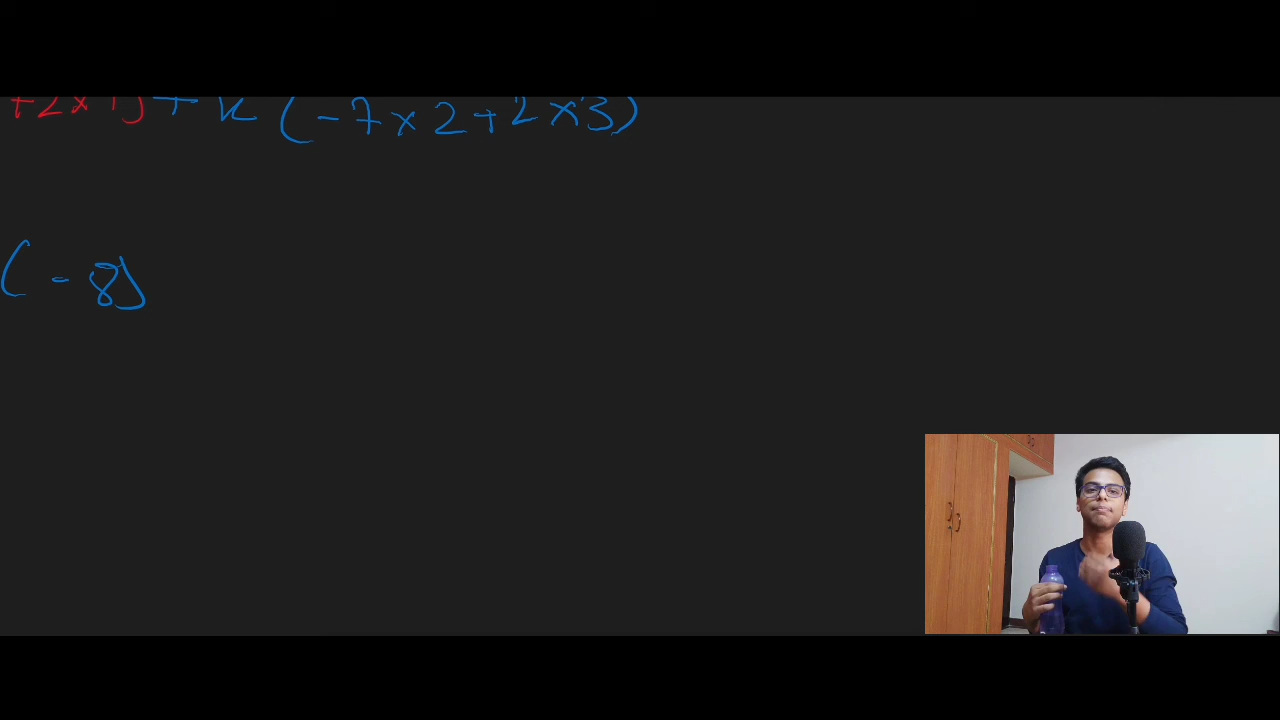 +2×1) + k (-7×2+2×3)
(-8)